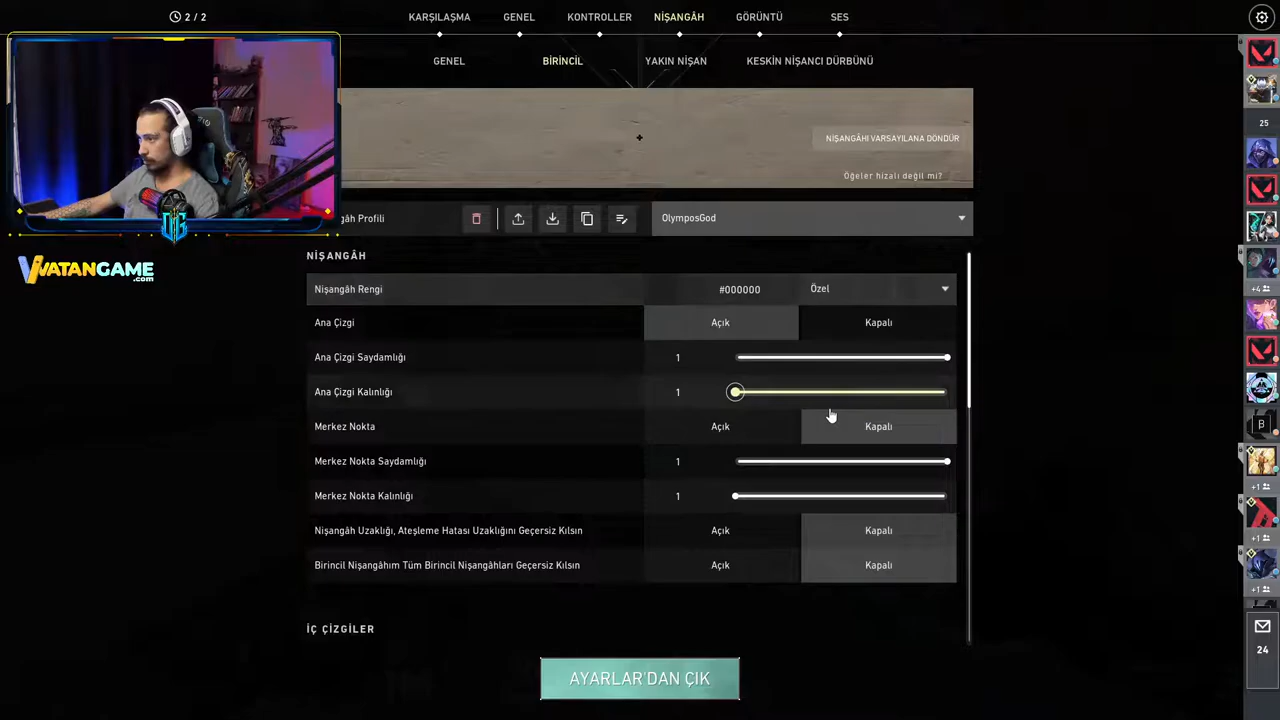 2 / 2
KARŞILAŞMA
GENEL
KONTROLLER
NİŞANGÂH
GÖRÜNTÜ
SES
GENEL
BİRİNCİL
YAKIN NİŞAN
KESKİN NİŞANCI DÜRBÜNÜ
NİŞANGÂHI VARSAYILANA DÖNDÜR
Öğeler hizalı değil mi?
25
ngâh Profili
OlymposGod
VATANGAME
.com
NİŞANGÂH
Nişangâh Rengi #000000 Özel
Ana Çizgi Açık Kapalı
Ana Çizgi Saydamlığı 1
Ana Çizgi Kalınlığı 1
Merkez Nokta Açık Kapalı
Merkez Nokta Saydamlığı 1
Merkez Nokta Kalınlığı 1
Nişangâh Uzaklığı, Ateşleme Hatası Uzaklığını Geçersiz Kılsın Açık Kapalı
Birincil Nişangâhım Tüm Birincil Nişangâhları Geçersiz Kılsın Açık Kapalı
İÇ ÇİZGİLER
AYARLAR'DAN ÇIK
+4
β
+1
+1
+1
24